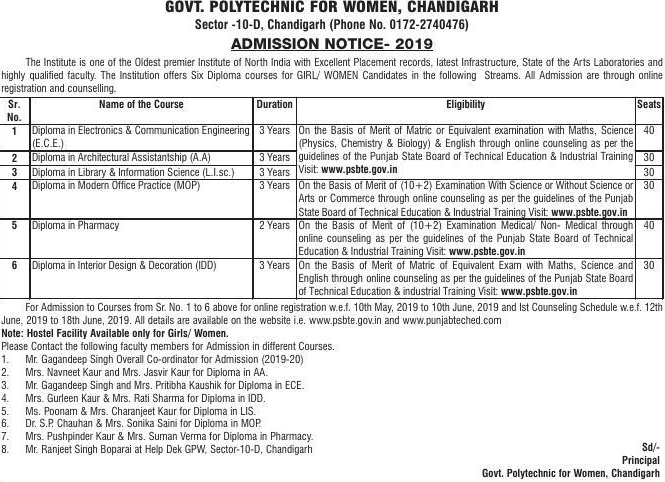 GOVT. POLYTECHNIC FOR WOMEN, CHANDIGARH
Sector -10-D, Chandigarh (Phone No. 0172-2740476)
ADMISSION NOTICE- 2019
The Institute is one of the Oldest premier Institute of North India with Excellent Placement records, latest Infrastructure, State of the Arts Laboratories and
highly qualified faculty. The Institution offers Six Diploma courses for GIRL/ WOMEN Candidates in the following Streams. All Admission are through online
registration and counselling.
Sr. No. Name of the Course Duration Eligibility Seats
1 Diploma in Electronics & Communication Engineering 3 Years On the Basis of Merit of Matric or Equivalent examination with Maths, Science 40
(E.C.E.) (Physics, Chemistry & Biology) & English through online counseling as per the
2 Diploma in Architectural Assistantship (A.A) 3 Years guidelines of the Punjab State Board of Technical Education & Industrial Training 30
3 Diploma in Library & Information Science (L.I.sc.) 3 Years Visit: www.psbte.gov.in 30
4 Diploma in Modern Office Practice (MOP) 3 Years On the Basis of Merit of (10+2) Examination With Science or Without Science or 30
Arts or Commerce through online counseling as per the guidelines of the Punjab
State Board of Technical Education & Industrial Training Visit: www.psbte.gov.in
5 Diploma in Pharmacy 2 Years On the Basis of Merit of (10+2) Examination Medical/ Non- Medical through 40
online counseling as per the guidelines of the Punjab State Board of Technical
Education & Industrial Training Visit: www.psbte.gov.in
6 Diploma in Interior Design & Decoration (IDD) 3 Years On the Basis of Merit of Matric of Equivalent Exam with Maths, Science and 30
English through online counseling as per the guidelines of the Punjab State Board
of Technical Education & industrial Training Visit: www.psbte.gov.in
For Admission to Courses from Sr. No. 1 to 6 above for online registration w.e.f. 10th May, 2019 to 10th June, 2019 and Ist Counseling Schedule w.e.f. 12th
June, 2019 to 18th June, 2019. All details are available on the website i.e. www.psbte.gov.in and www.punjabteched.com
Note: Hostel Facility Available only for Girls/ Women.
Please Contact the following faculty members for Admission in different Courses.
1. Mr. Gagandeep Singh Overall Co-ordinator for Admission (2019-20)
2. Mrs. Navneet Kaur and Mrs. Jasvir Kaur for Diploma in AA.
3. Mr. Gagandeep Singh and Mrs. Pritibha Kaushik for Diploma in ECE.
4. Mrs. Gurleen Kaur & Mrs. Rati Sharma for Diploma in IDD.
5. Ms. Poonam & Mrs. Charanjeet Kaur for Diploma in LIS.
6. Dr. S.P. Chauhan & Mrs. Sonika Saini for Diploma in MOP.
7. Mrs. Pushpinder Kaur & Mrs. Suman Verma for Diploma in Pharmacy.
8. Mr. Ranjeet Singh Boparai at Help Dek GPW, Sector-10-D, Chandigarh
Sd/-
Principal
Govt. Polytechnic for Women, Chandigarh